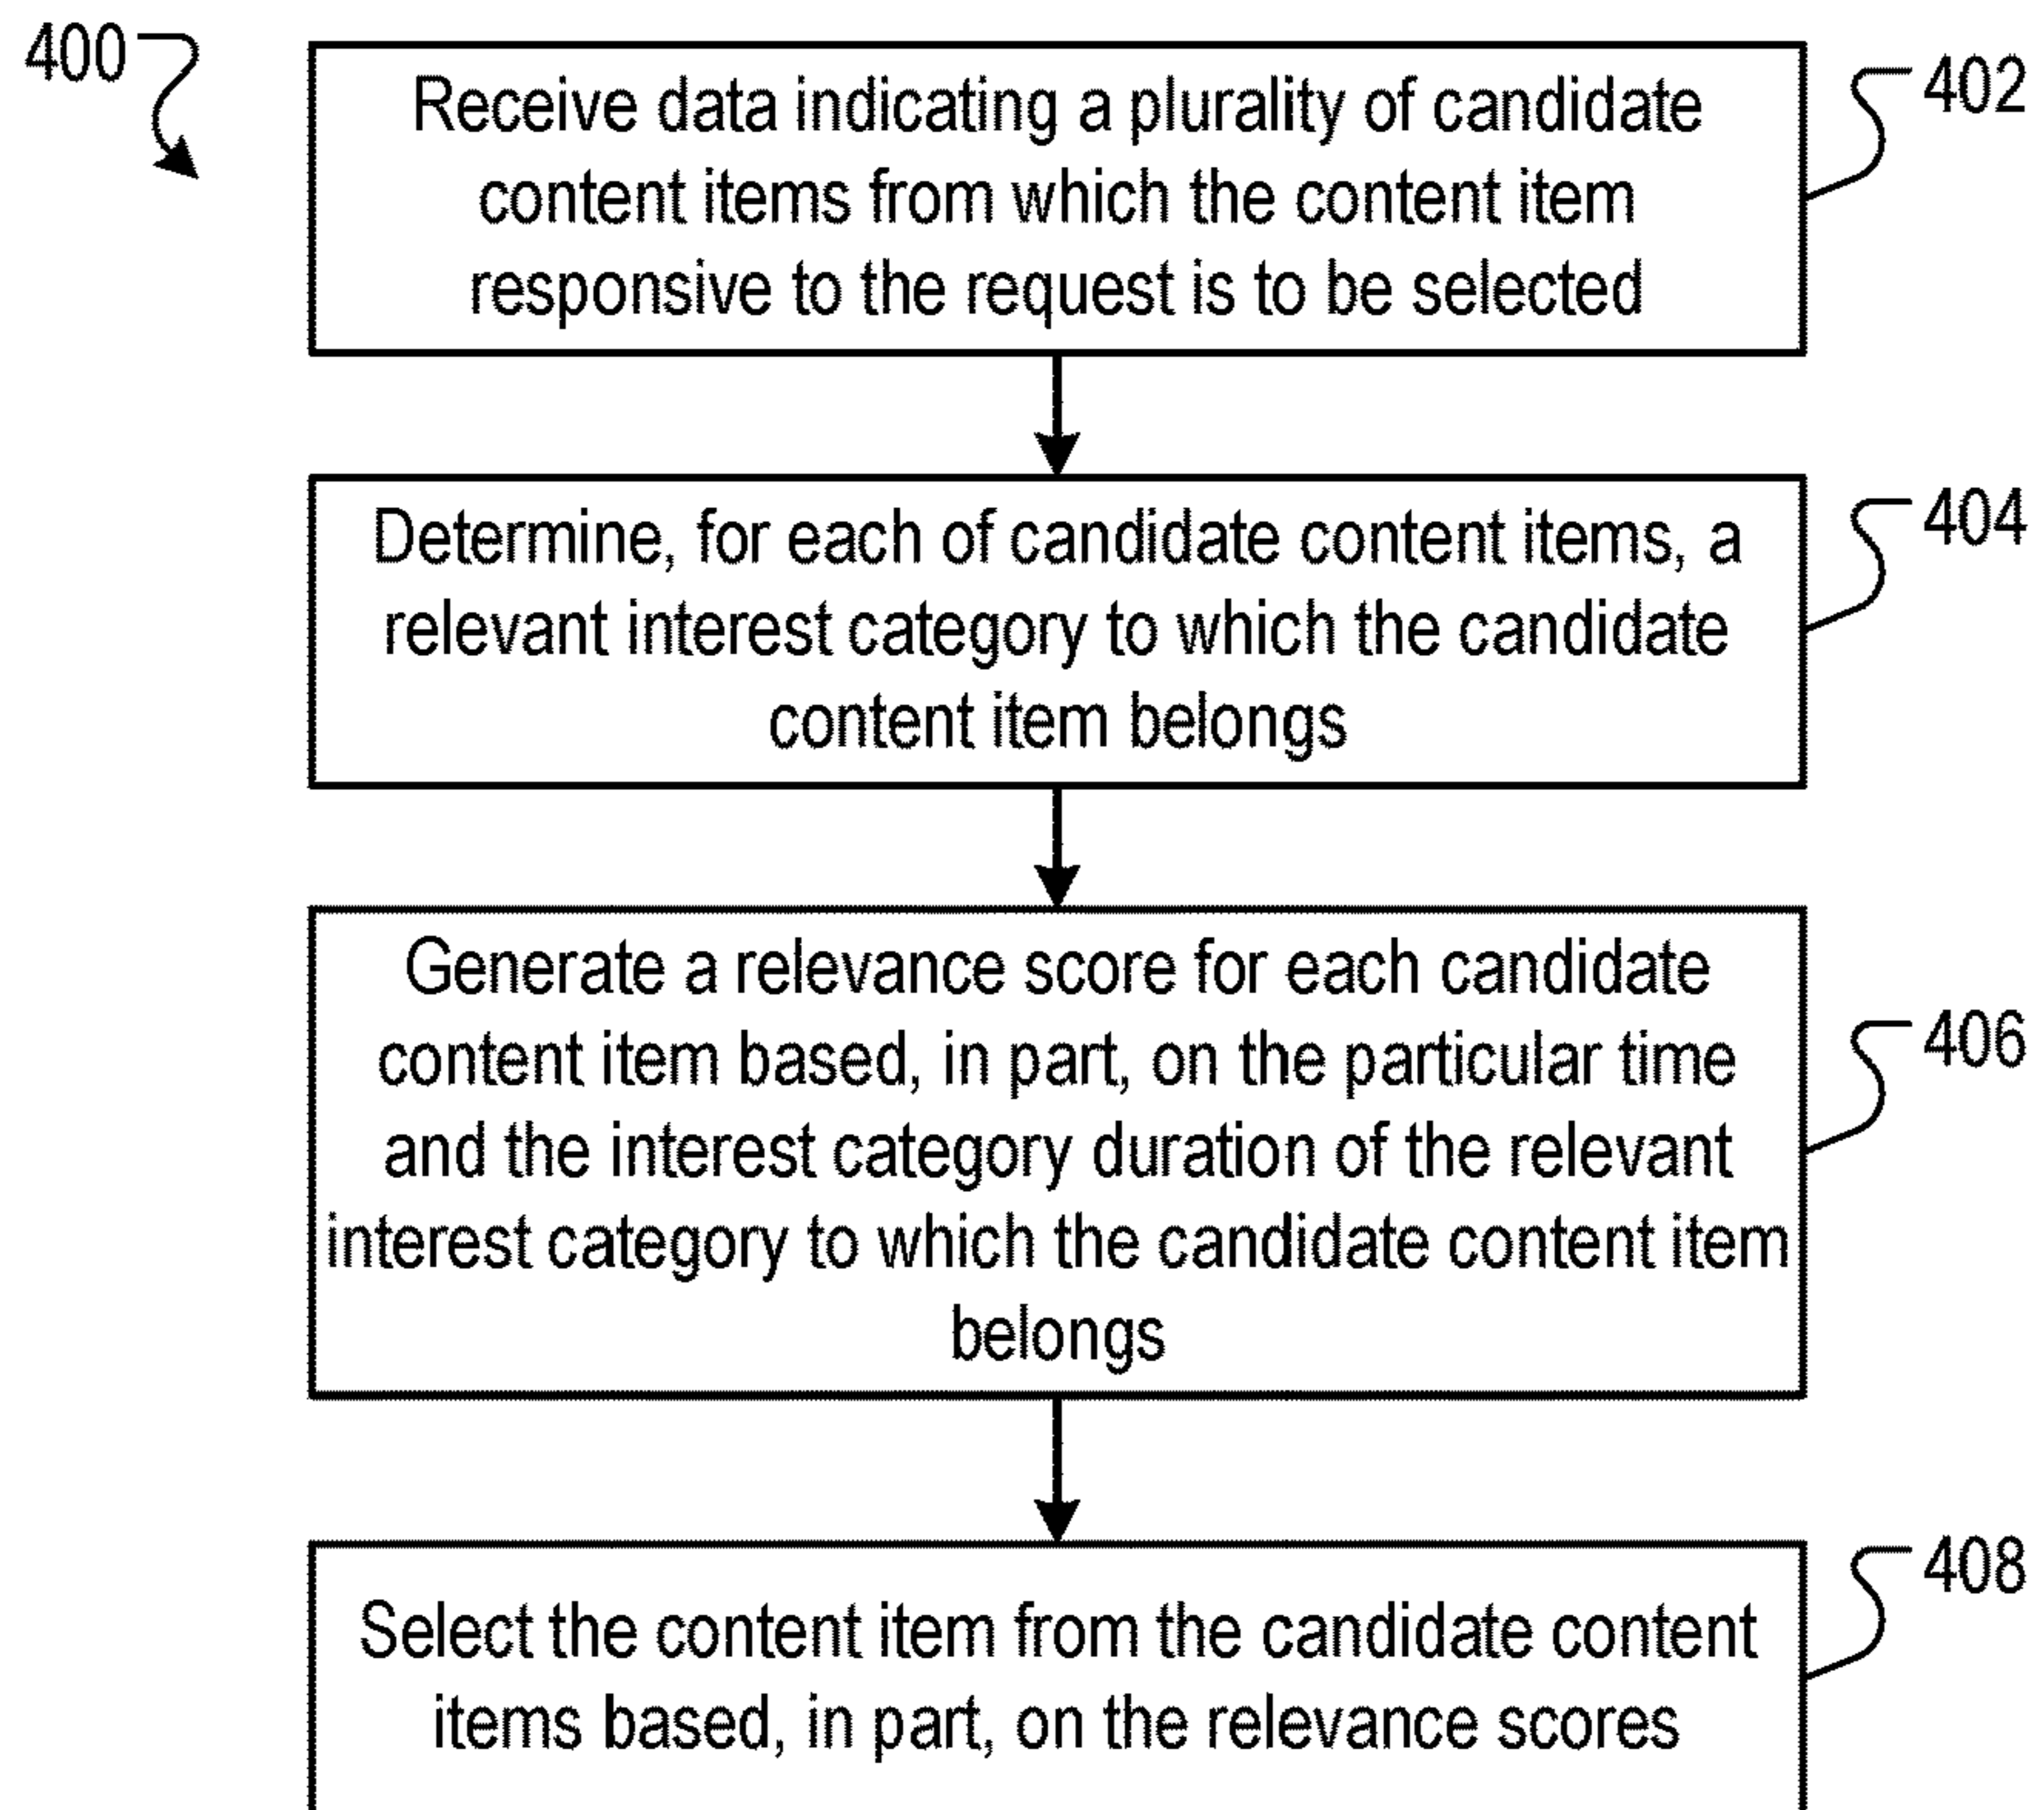 400
Receive data indicating a plurality of candidate
content items from which the content item
responsive to the request is to be selected
402
Determine, for each of candidate content items, a
relevant interest category to which the candidate
content item belongs
404
Generate a relevance score for each candidate
content item based, in part, on the particular time
and the interest category duration of the relevant
interest category to which the candidate content item
belongs
406
Select the content item from the candidate content
items based, in part, on the relevance scores
408